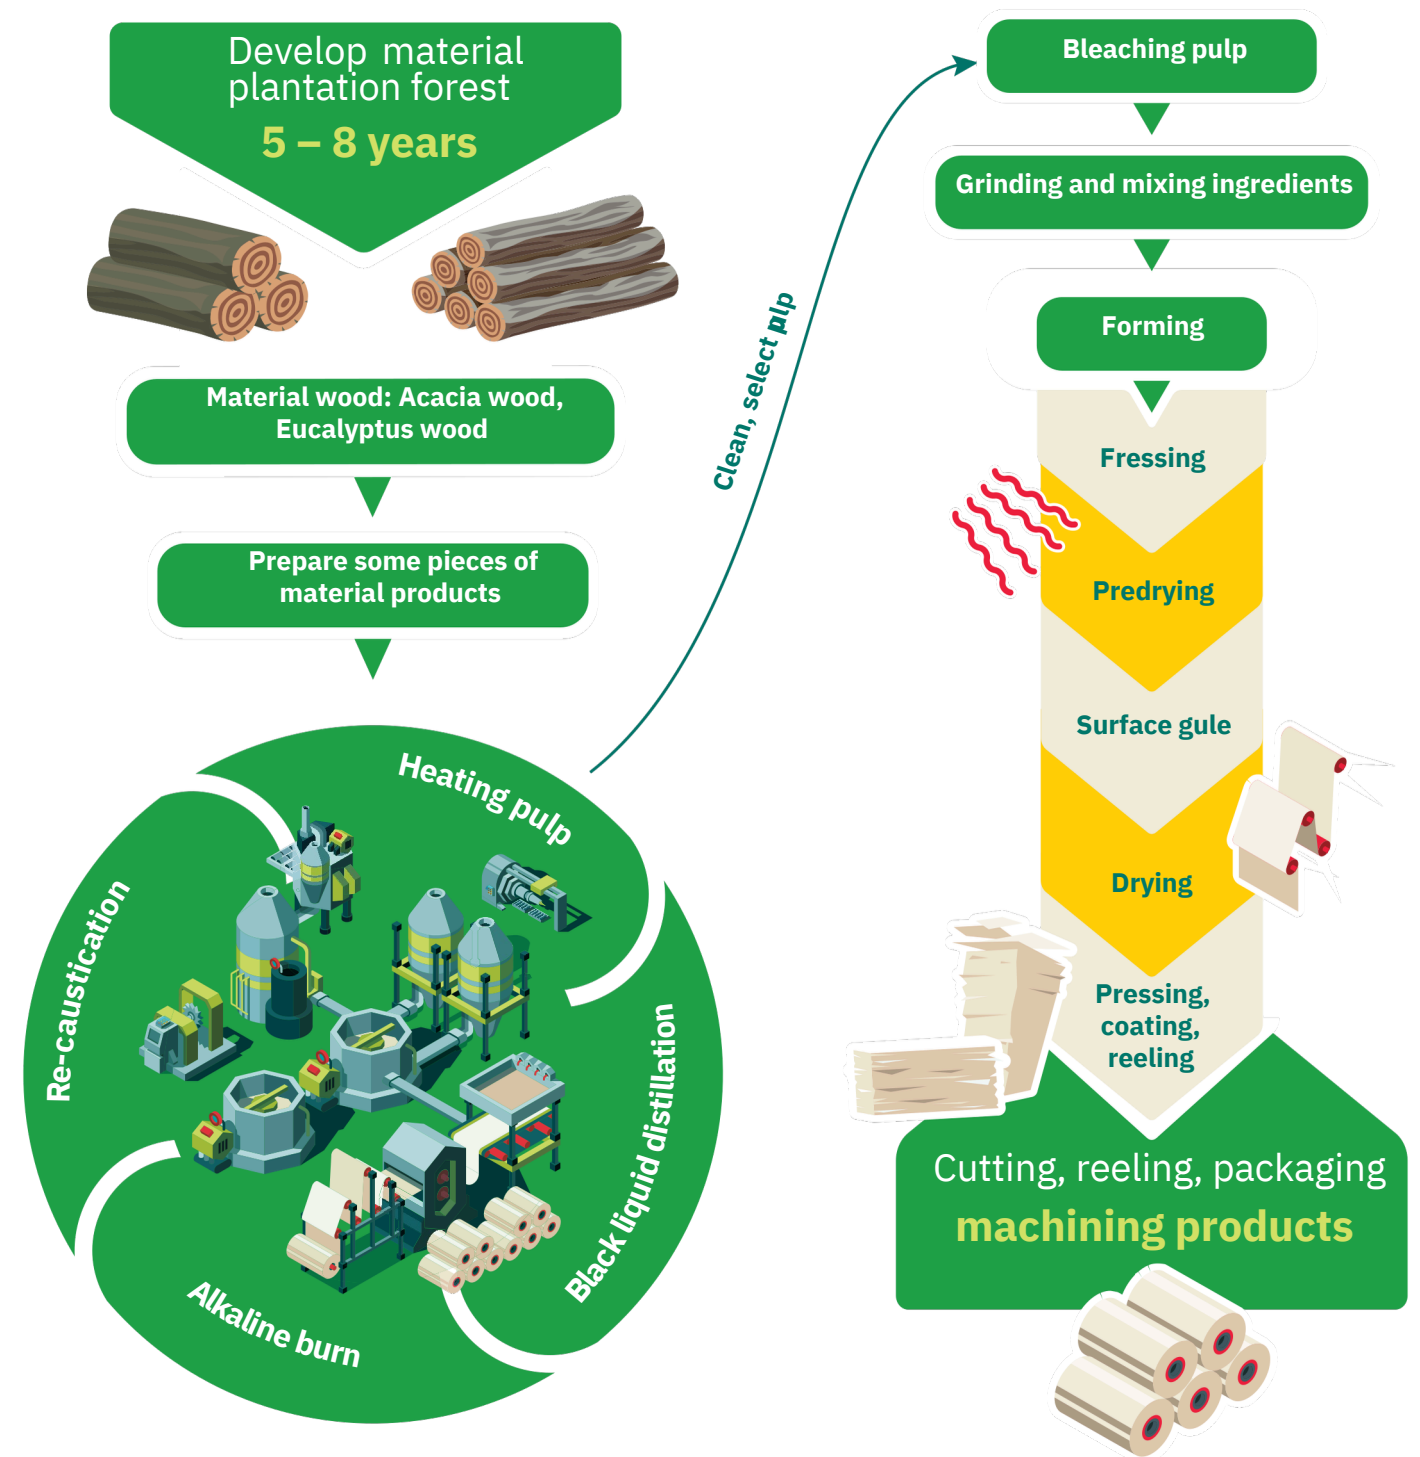 Develop material
plantation forest
5 – 8 years
Material wood: Acacia wood,
Eucalyptus wood
Prepare some pieces of
material products
Heating pulp
Black liquid distillation
Alkaline burn
Re-caustication
Clean, select pulp
Bleaching pulp
Grinding and mixing ingredients
Forming
Fressing
Predrying
Surface gule
Drying
Pressing,
coating,
reeling
Cutting, reeling, packaging
machining products